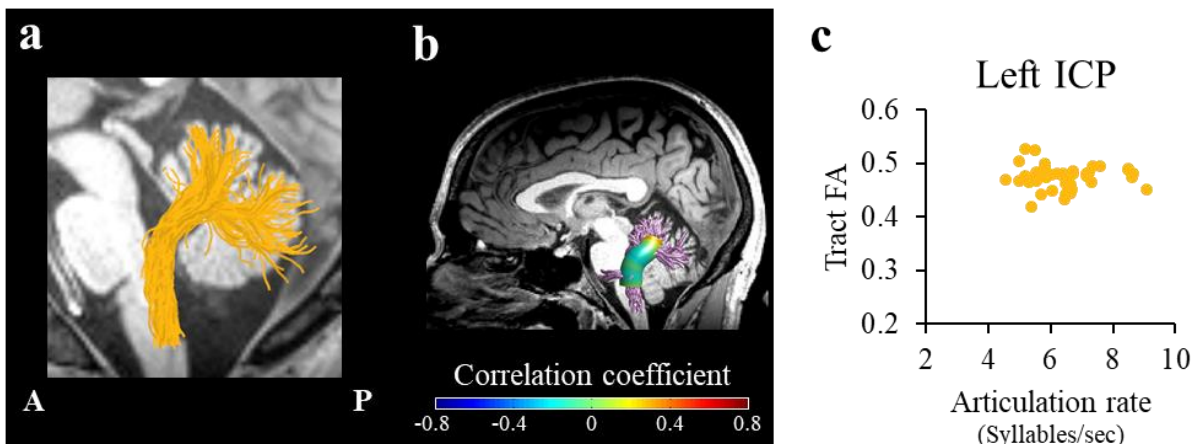 a
b
c
A
P
Correlation coefficient
-0.8
-0.4
0
0.4
0.8
Left ICP
Tract FA
0.6
0.5
0.4
0.3
0.2
2
4
6
8
10
Articulation rate
(Syllables/sec)